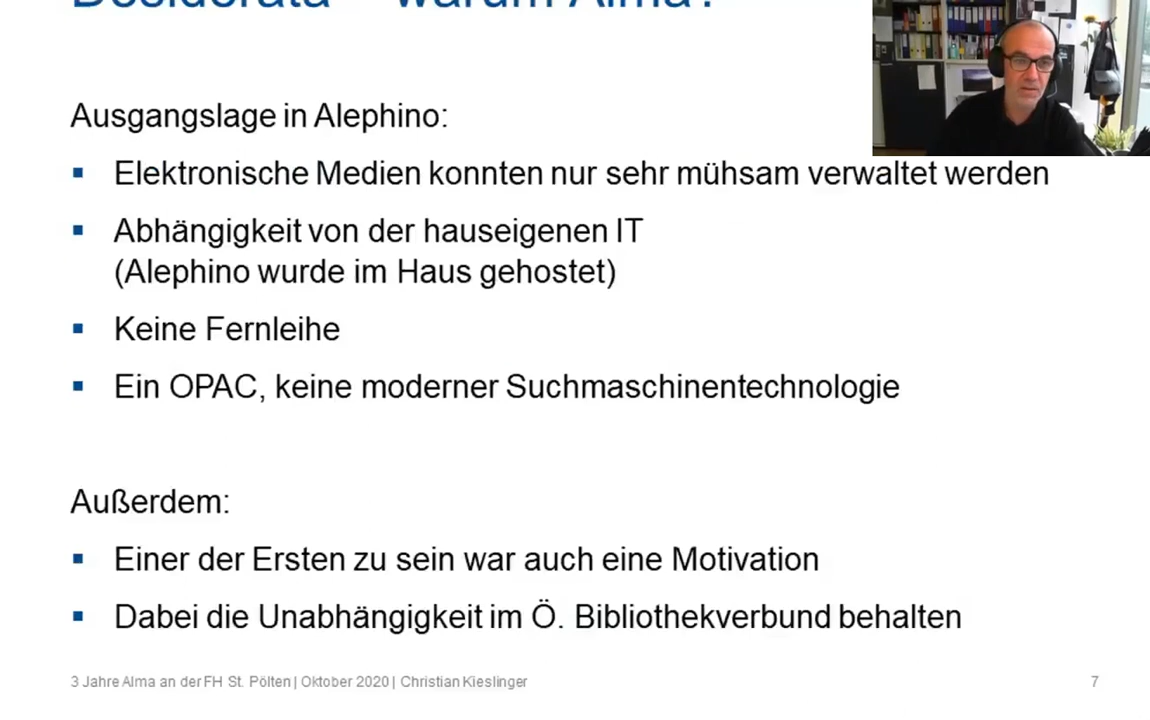 Desiderata – warum Alma?
Ausgangslage in Alephino:
Elektronische Medien konnten nur sehr mühsam verwaltet werden
Abhängigkeit von der hauseigenen IT
(Alephino wurde im Haus gehostet)
Keine Fernleihe
Ein OPAC, keine moderner Suchmaschinentechnologie
Außerdem:
Einer der Ersten zu sein war auch eine Motivation
Dabei die Unabhängigkeit im Ö. Bibliothekverbund behalten
3 Jahre Alma an der FH St. Pölten | Oktober 2020 | Christian Kieslinger
7